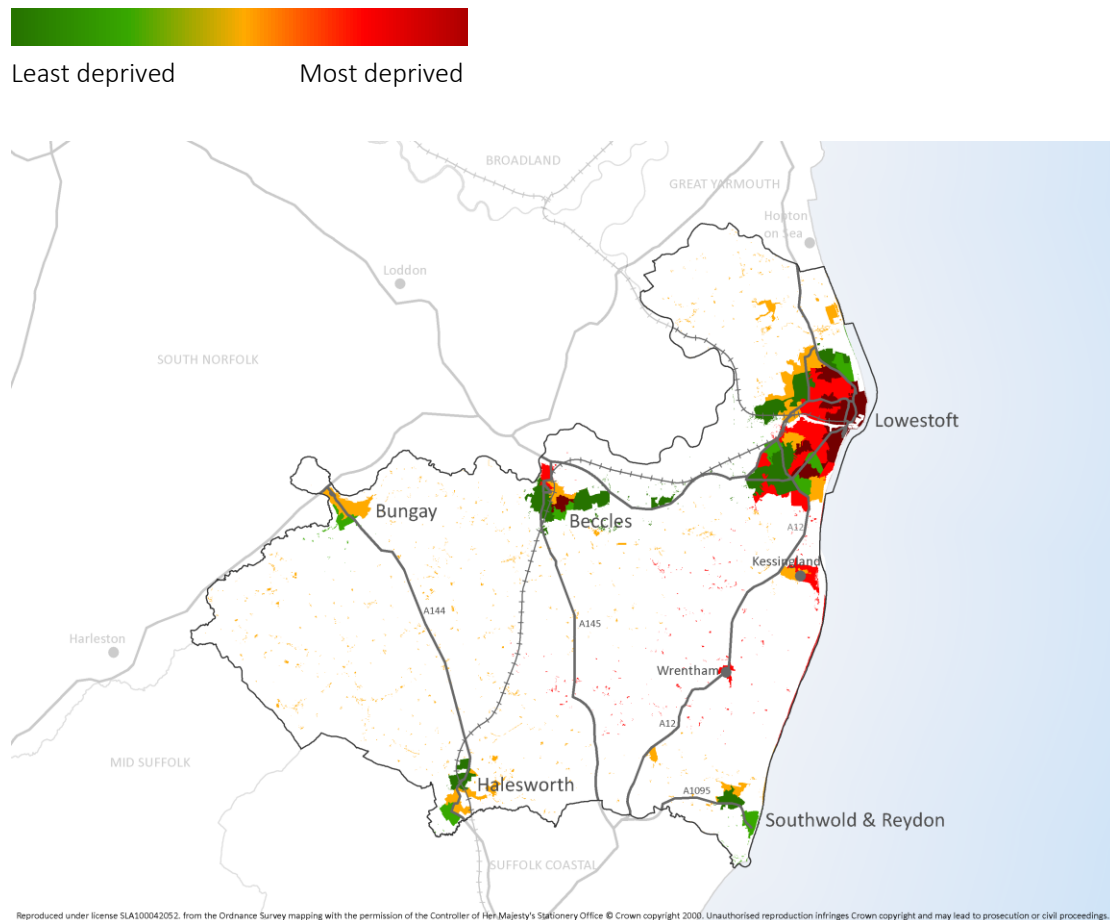 Least deprived
Most deprived
BROADLAND
GREAT YARMOUTH
Hopton
on Sea
Loddon
SOUTH NORFOLK
Lowestoft
Bungay
Beccles
A12
Kessingland
A144
A145
Harleston
Wrentham
A12
MID SUFFOLK
Halesworth
A1095
Southwold & Reydon
SUFFOLK COASTAL
Reproduced under license SLA100042052. from the Ordnance Survey mapping with the permission of the Controller of Her Majesty's Stationery Office © Crown copyright 2000. Unauthorised reproduction infringes Crown copyright and may lead to prosecution or civil proceedings.